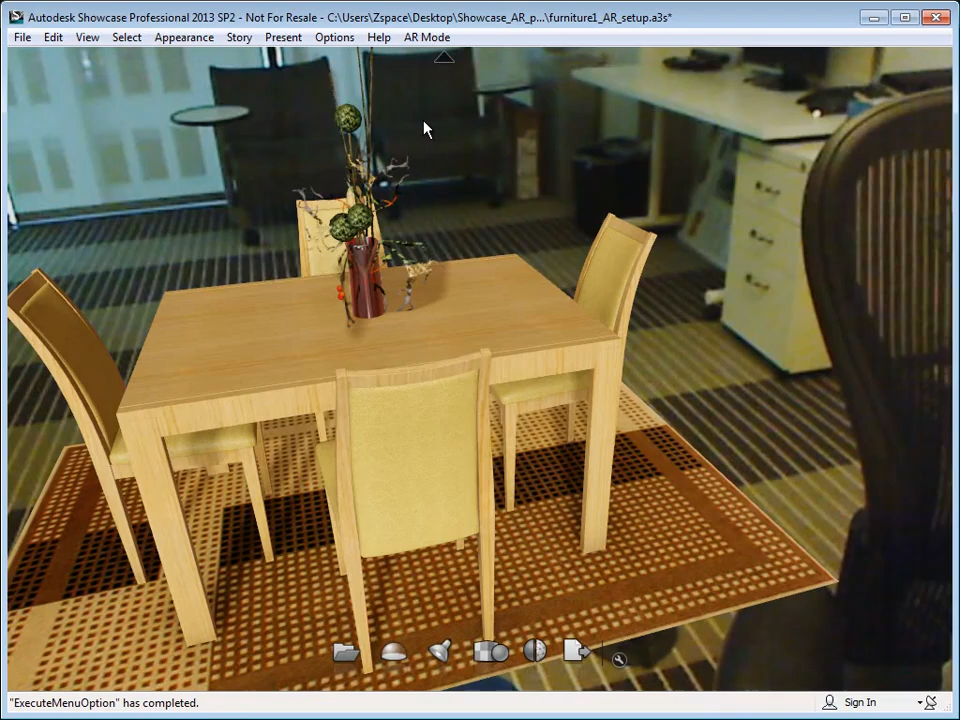 Autodesk Showcase Professional 2013 SP2 - Not For Resale - C:\Users\Zspace\Desktop\Showcase_AR_p...\furniture1_AR_setup.a3s*
File Edit View Select Appearance Story Present Options Help AR Mode
"ExecuteMenuOption" has completed.
Sign In